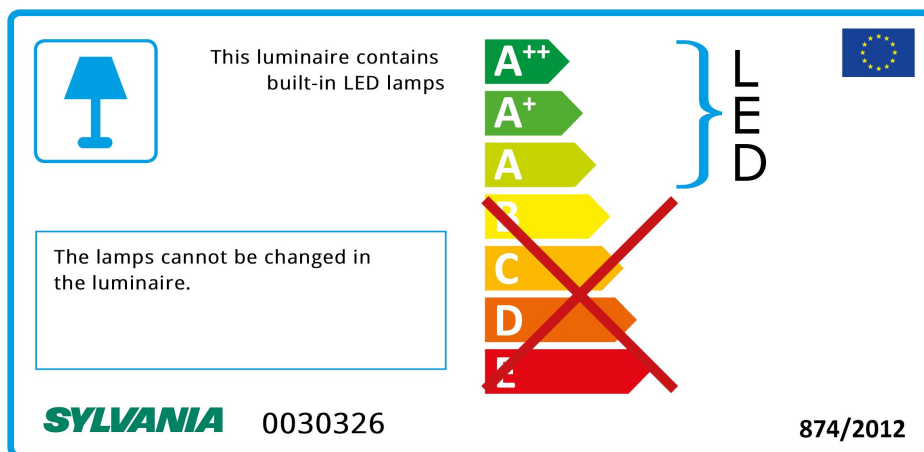 This luminaire contains
built-in LED lamps
A++
A+
A
B
C
D
E
LED
The lamps cannot be changed in
the luminaire.
SYLVANIA 0030326
874/2012